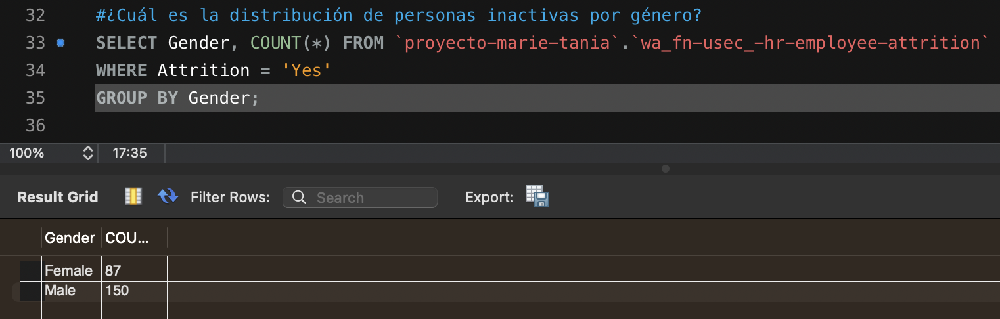 32 #¿Cuál es la distribución de personas inactivas por género?
33 SELECT Gender, COUNT(*) FROM `proyecto-marie-tania`.`wa_fn-usec_-hr-employee-attrition`
34 WHERE Attrition = 'Yes'
35 GROUP BY Gender;
36
100% 17:35
Result Grid Filter Rows: Search Export:
Gender COU...
Female 87
Male 150